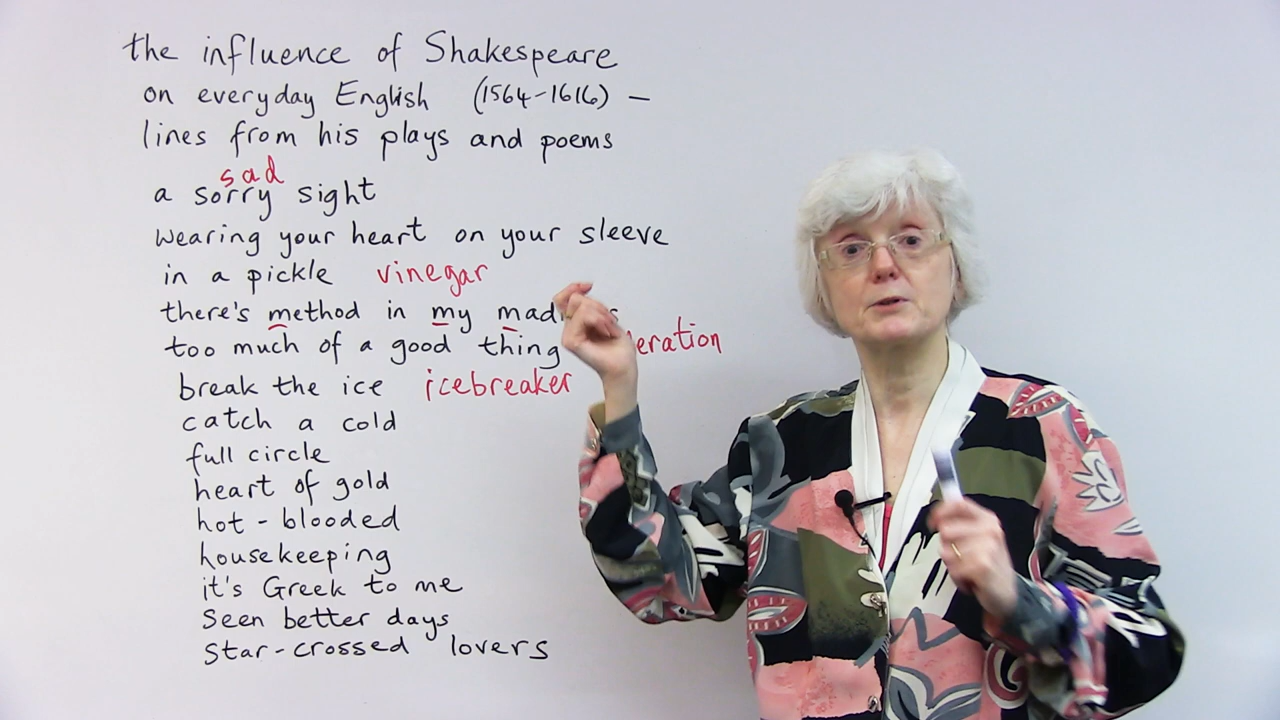 the influence of Shakespeare
on everyday English (1564-1616) -
lines from his plays and poems
sad
a sorry sight
wearing your heart on your sleeve
in a pickle vinegar
there's method in my
too much of a good thing
break the ice icebreaker
catch a cold
full circle
heart of gold
hot-blooded
housekeeping
it's Greek to me
seen better days
star-crossed lovers